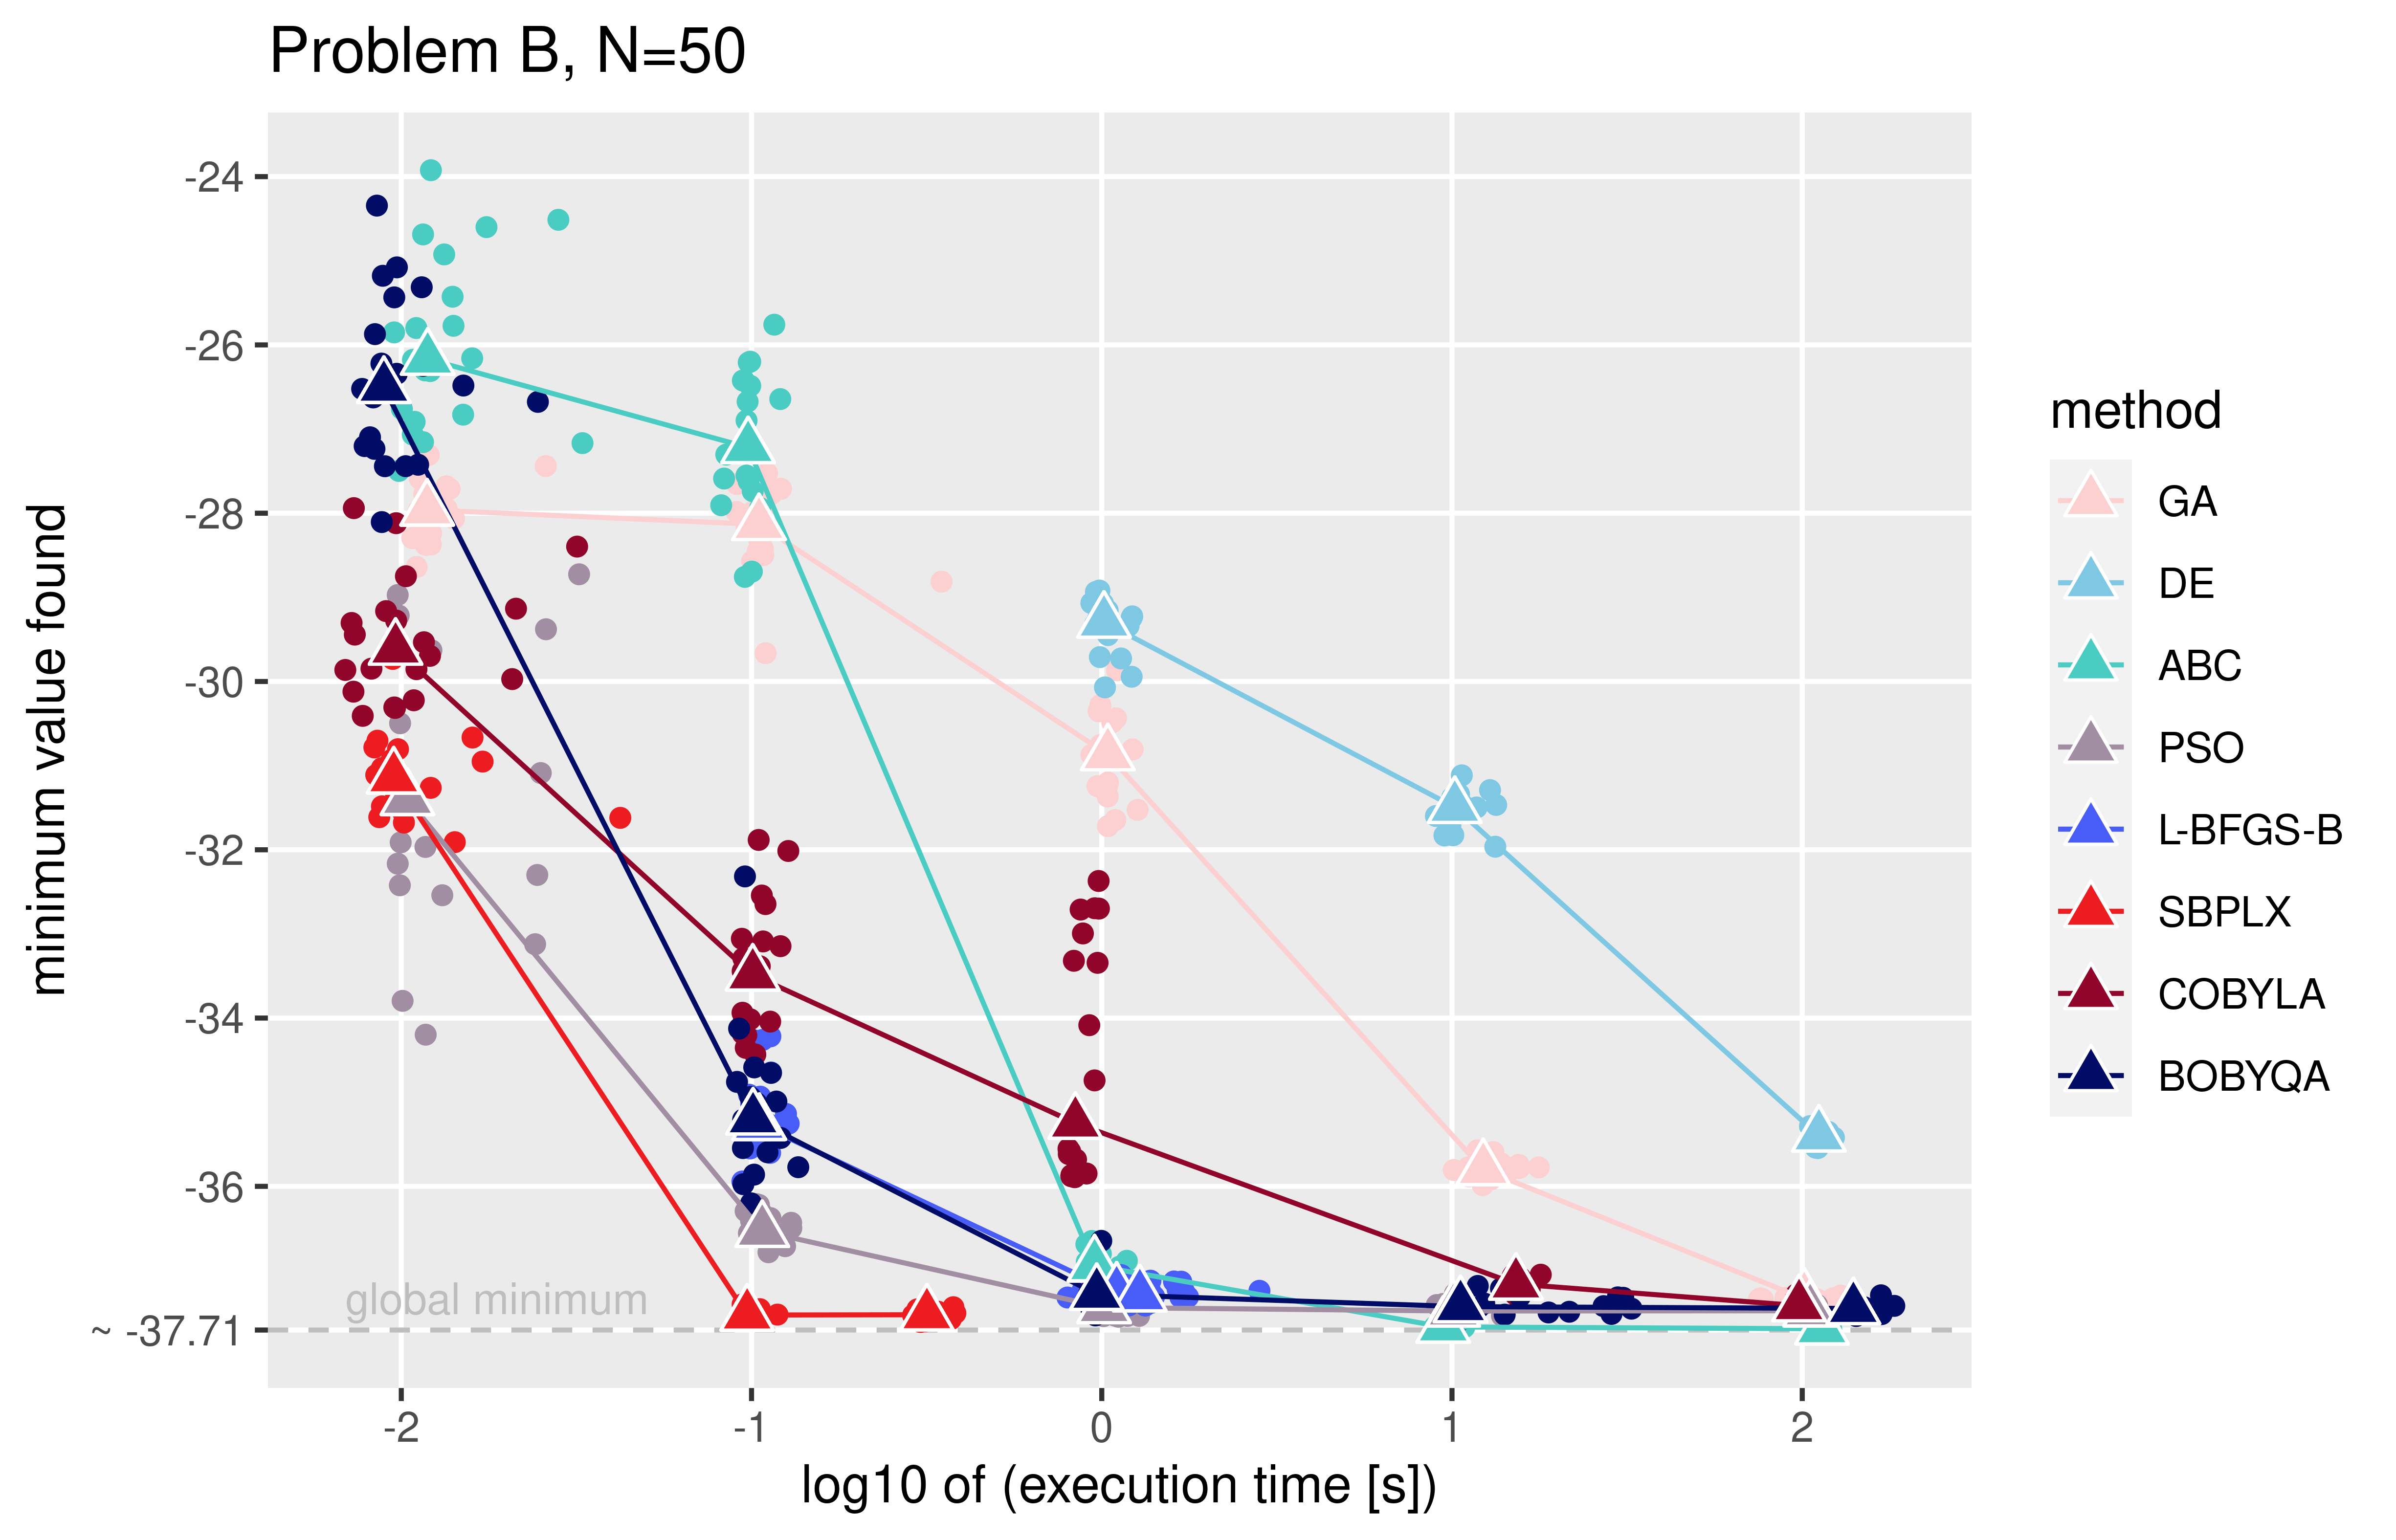 Problem B, N=50
minimum value found
-24
-26
-28
-30
-32
-34
-36
~ -37.71
global minimum
-2
-1
0
1
2
log10 of (execution time [s])
method
GA
DE
ABC
PSO
L-BFGS-B
SBPLX
COBYLA
BOBYQA